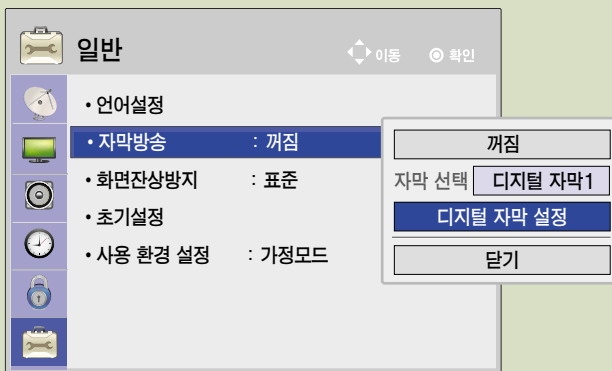 일반
이동 확인
• 언어설정
• 자막방송 : 꺼짐
• 화면잔상방지 : 표준
• 초기설정
• 사용 환경 설정 : 가정모드
꺼짐
자막 선택 디지털 자막1
디지털 자막 설정
닫기